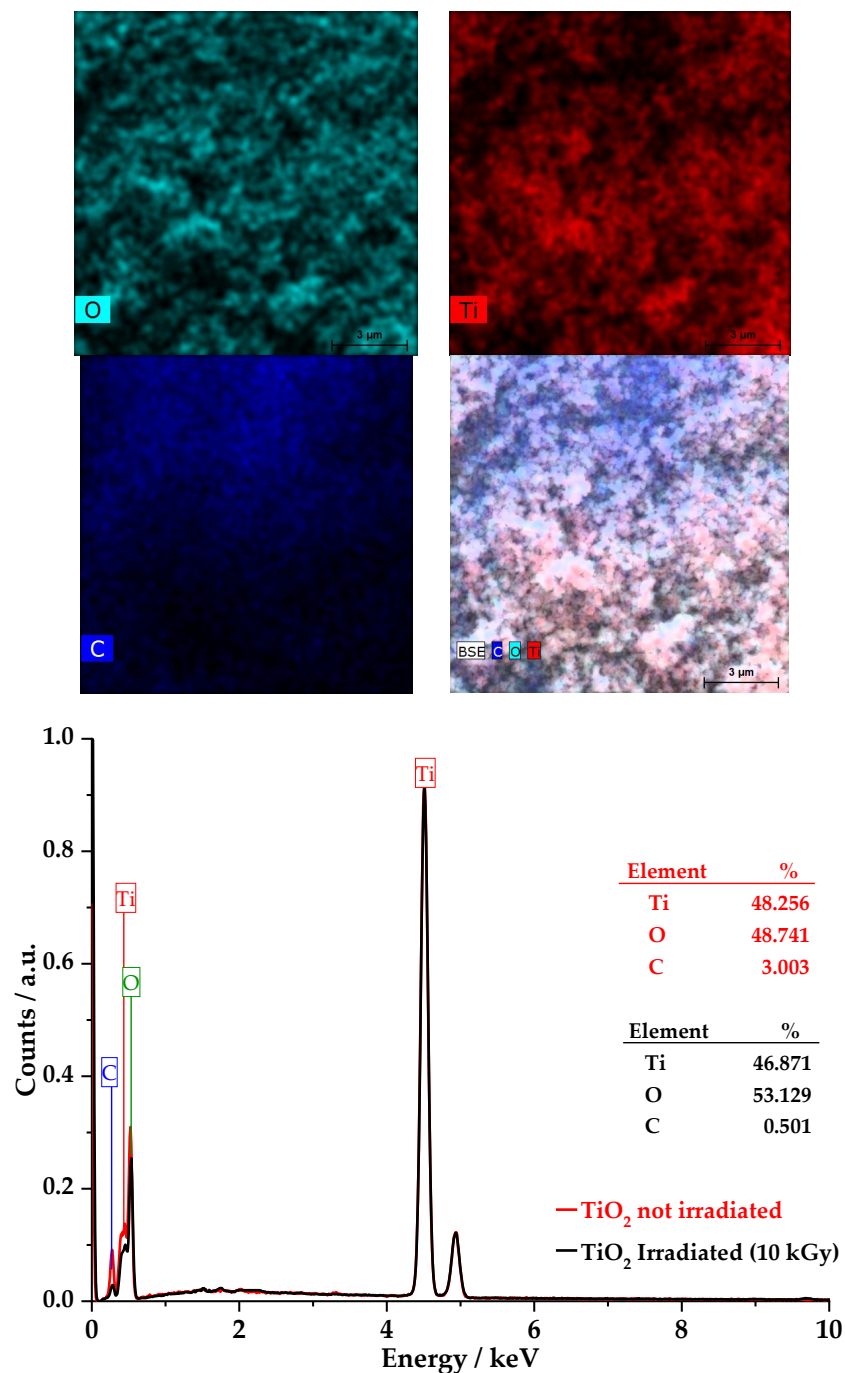 O
3 µm
Ti
3 µm
C
BSE C O Ti
3 µm
1.0
0.8
0.6
0.4
0.2
0.0
Counts / a.u.
C
Ti
O
Ti
Element %
Ti 48.256
O 48.741
C 3.003
Element %
Ti 46.871
O 53.129
C 0.501
TiO₂ not irradiated
TiO₂ Irradiated (10 kGy)
0 2 4 6 8 10
Energy / keV